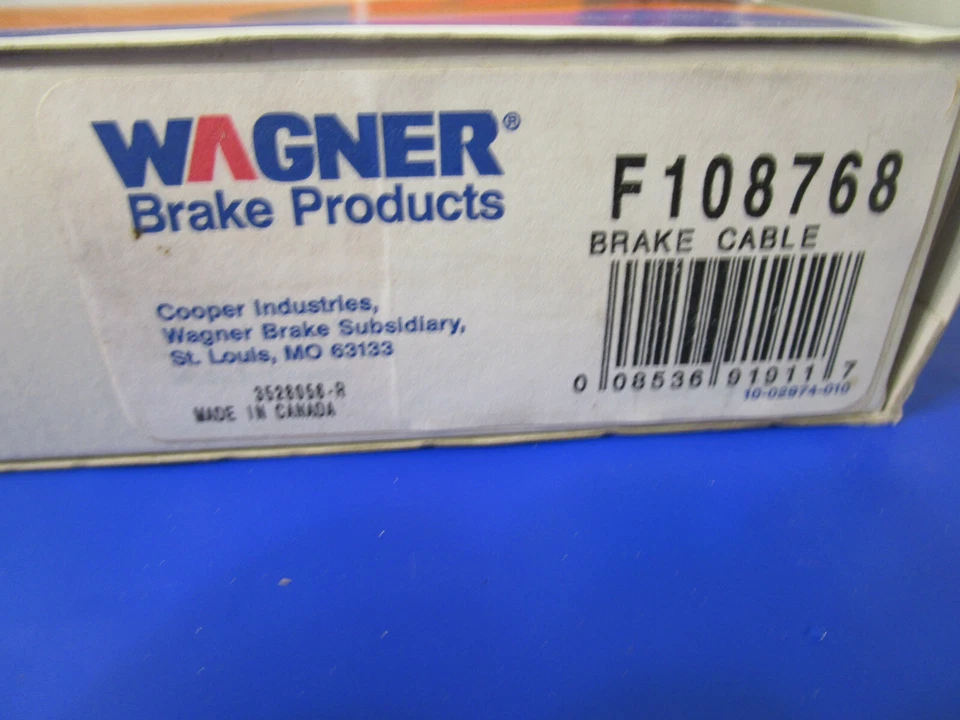 WAGNER®
Brake Products
F108768
BRAKE CABLE
Cooper Industries,
Wagner Brake Subsidiary,
St. Louis, MO 63133
3528058-R
MADE IN CANADA
0 08536 91911 7
10-02974-010